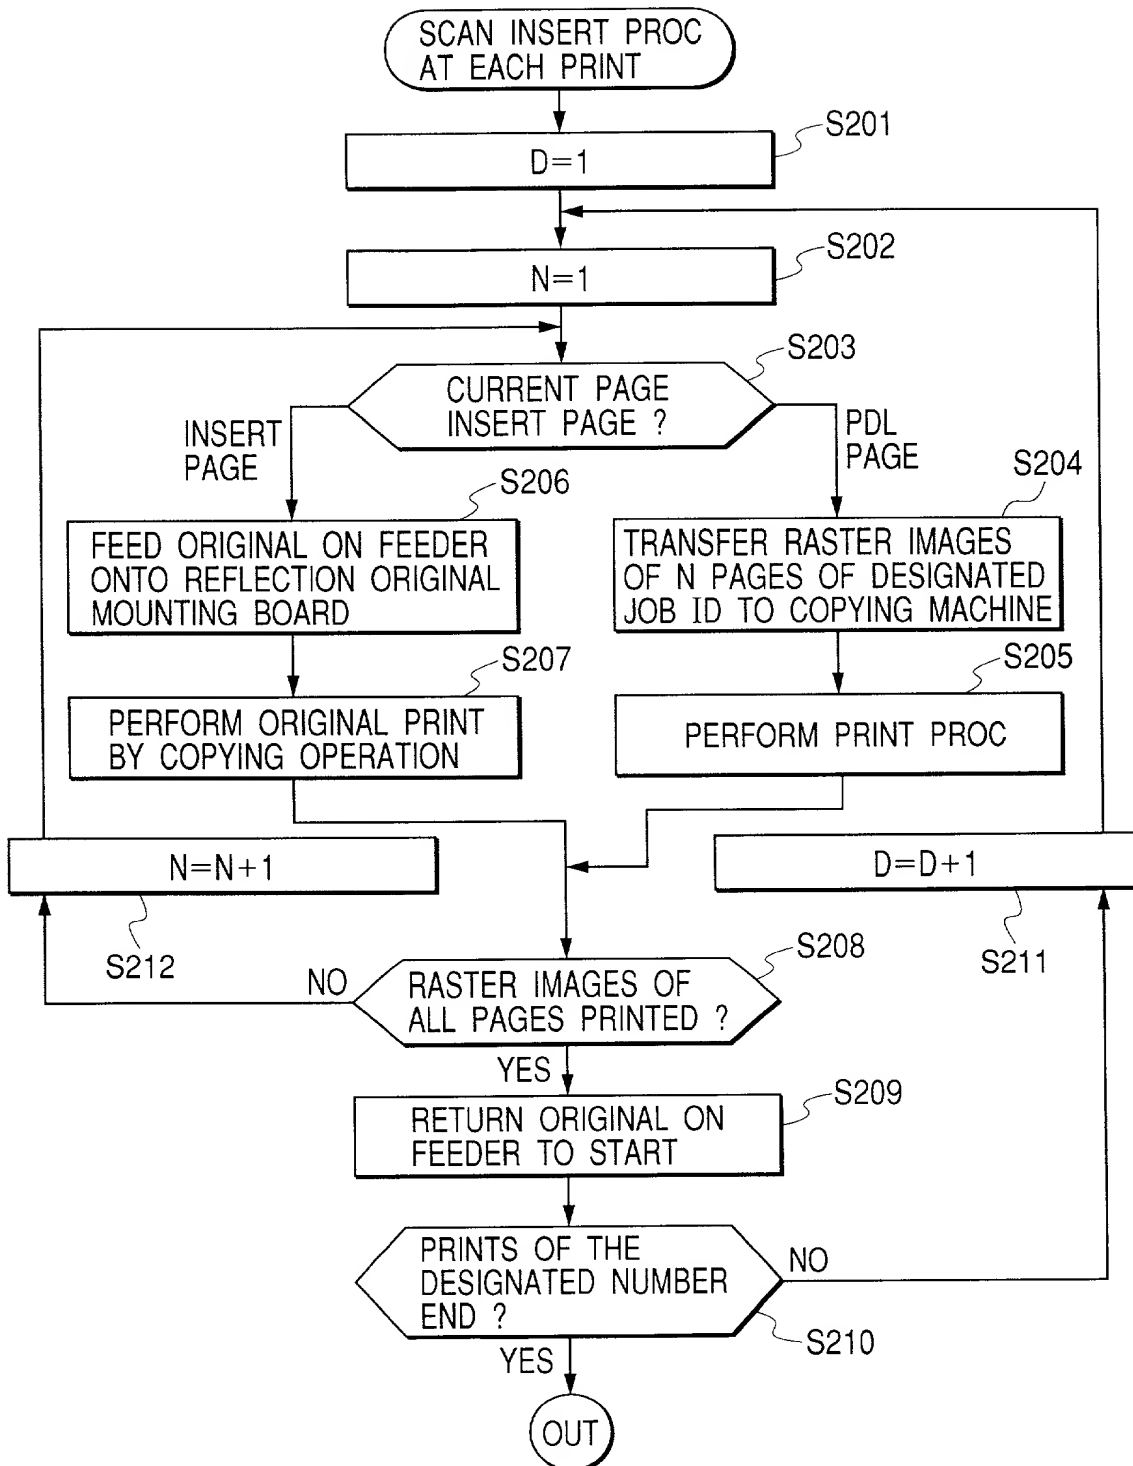 SCAN INSERT PROC
AT EACH PRINT
S201
D=1
S202
N=1
S203
CURRENT PAGE
INSERT PAGE ?
INSERT
PAGE
PDL
PAGE
S206
FEED ORIGINAL ON FEEDER
ONTO REFLECTION ORIGINAL
MOUNTING BOARD
S204
TRANSFER RASTER IMAGES
OF N PAGES OF DESIGNATED
JOB ID TO COPYING MACHINE
S207
PERFORM ORIGINAL PRINT
BY COPYING OPERATION
S205
PERFORM PRINT PROC
N=N+1
S212
D=D+1
S211
S208
RASTER IMAGES OF
ALL PAGES PRINTED ?
NO
YES
S209
RETURN ORIGINAL ON
FEEDER TO START
PRINTS OF THE
DESIGNATED NUMBER
END ?
NO
S210
YES
OUT